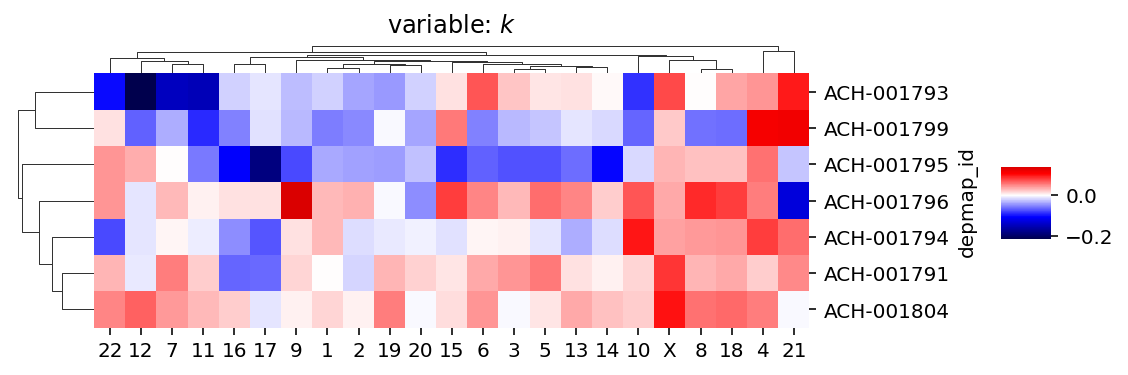 variable: k
ACH-001793
ACH-001799
ACH-001795
ACH-001796
ACH-001794
ACH-001791
ACH-001804
depmap_id
0.0
−0.2
22 12 7 11 16 17 9 1 2 19 20 15 6 3 5 13 14 10 X 8 18 4 21